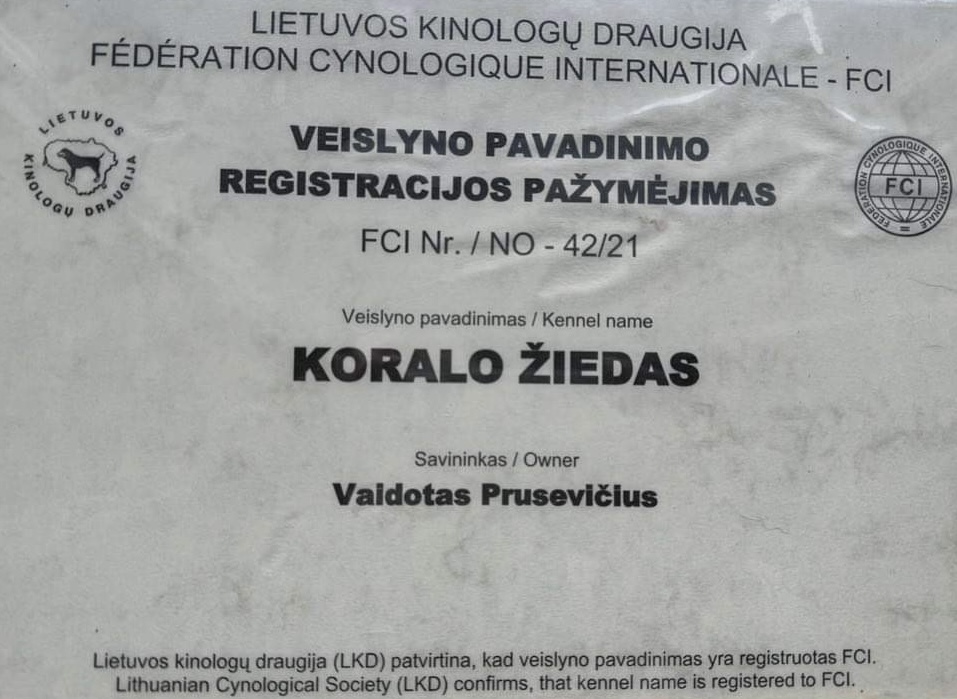 LIETUVOS KINOLOGŲ DRAUGIJA
FÉDÉRATION CYNOLOGIQUE INTERNATIONALE - FCI
LIETUVOS
KINOLOGŲ DRAUGIJA
VEISLYNO PAVADINIMO
REGISTRACIJOS PAŽYMĖJIMAS
FEDERATION CYNOLOGIQUE INTERNATIONALE
FCI
FCI Nr. / NO - 42/21
Veislyno pavadinimas / Kennel name
KORALO ŽIEDAS
Savininkas / Owner
Vaidotas Prusevičius
Lietuvos kinologų draugija (LKD) patvirtina, kad veislyno pavadinimas yra registruotas FCI.
Lithuanian Cynological Society (LKD) confirms, that kennel name is registered to FCI.